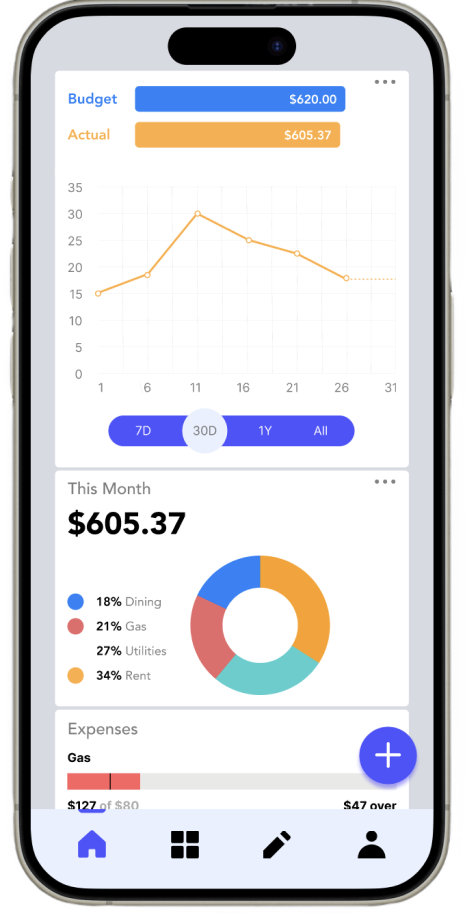 Budget $620.00
Actual $605.37
35
30
25
20
15
10
5
0
1 6 11 16 21 26 31
7D 30D 1Y All
This Month
$605.37
18% Dining
21% Gas
27% Utilities
34% Rent
Expenses
Gas
$127 of $80 $47 over